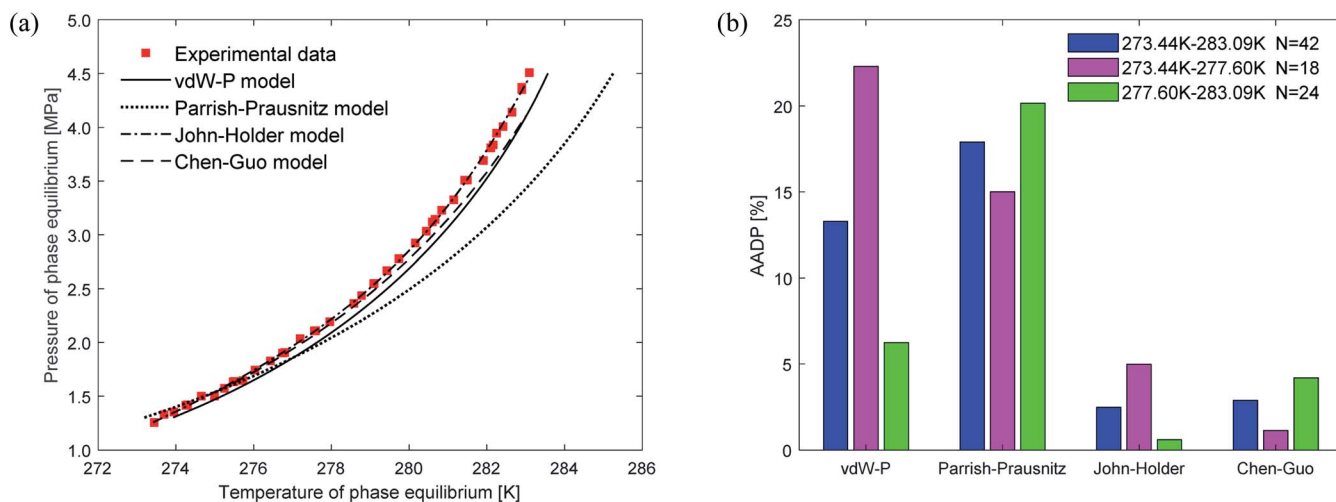 (a)
Pressure of phase equilibrium [MPa]
5.0
4.5
4.0
3.5
3.0
2.5
2.0
1.5
1.0
Experimental data
vdW-P model
Parrish-Prausnitz model
John-Holder model
Chen-Guo model
272 274 276 278 280 282 284 286
Temperature of phase equilibrium [K]
(b)
AADP [%]
25
20
15
10
5
0
273.44K-283.09K N=42
273.44K-277.60K N=18
277.60K-283.09K N=24
vdW-P Parrish-Prausnitz John-Holder Chen-Guo